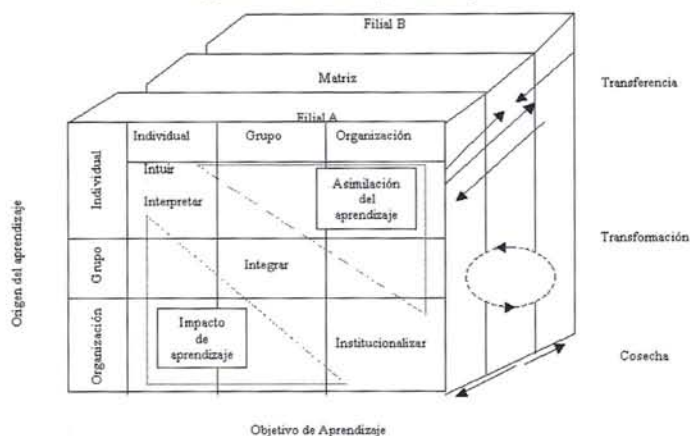 Filial B
Matriz
Transferencia
Filial A
Individual
Grupo
Organización
Individual
Intuir
Interpretar
Asimilación
del
aprendizaje
Origen del aprendizaje
Transformación
Grupo
Integrar
Organización
Impacto
de
aprendizaje
Institucionalizar
Cosecha
Objetivo de Aprendizaje